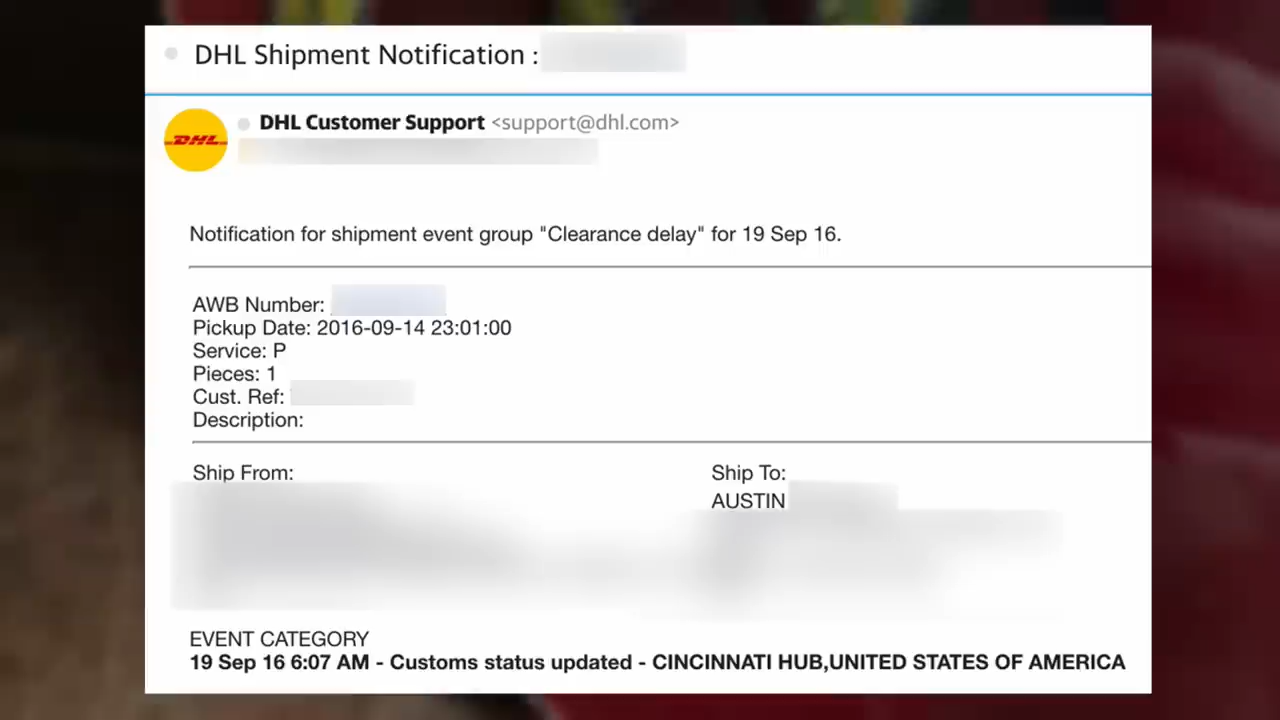 DHL Shipment Notification :
DHL Customer Support <support@dhl.com>
DHL
Notification for shipment event group "Clearance delay" for 19 Sep 16.
AWB Number:
Pickup Date: 2016-09-14 23:01:00
Service: P
Pieces: 1
Cust. Ref:
Description:
Ship From:
Ship To:
AUSTIN
EVENT CATEGORY
19 Sep 16 6:07 AM - Customs status updated - CINCINNATI HUB,UNITED STATES OF AMERICA